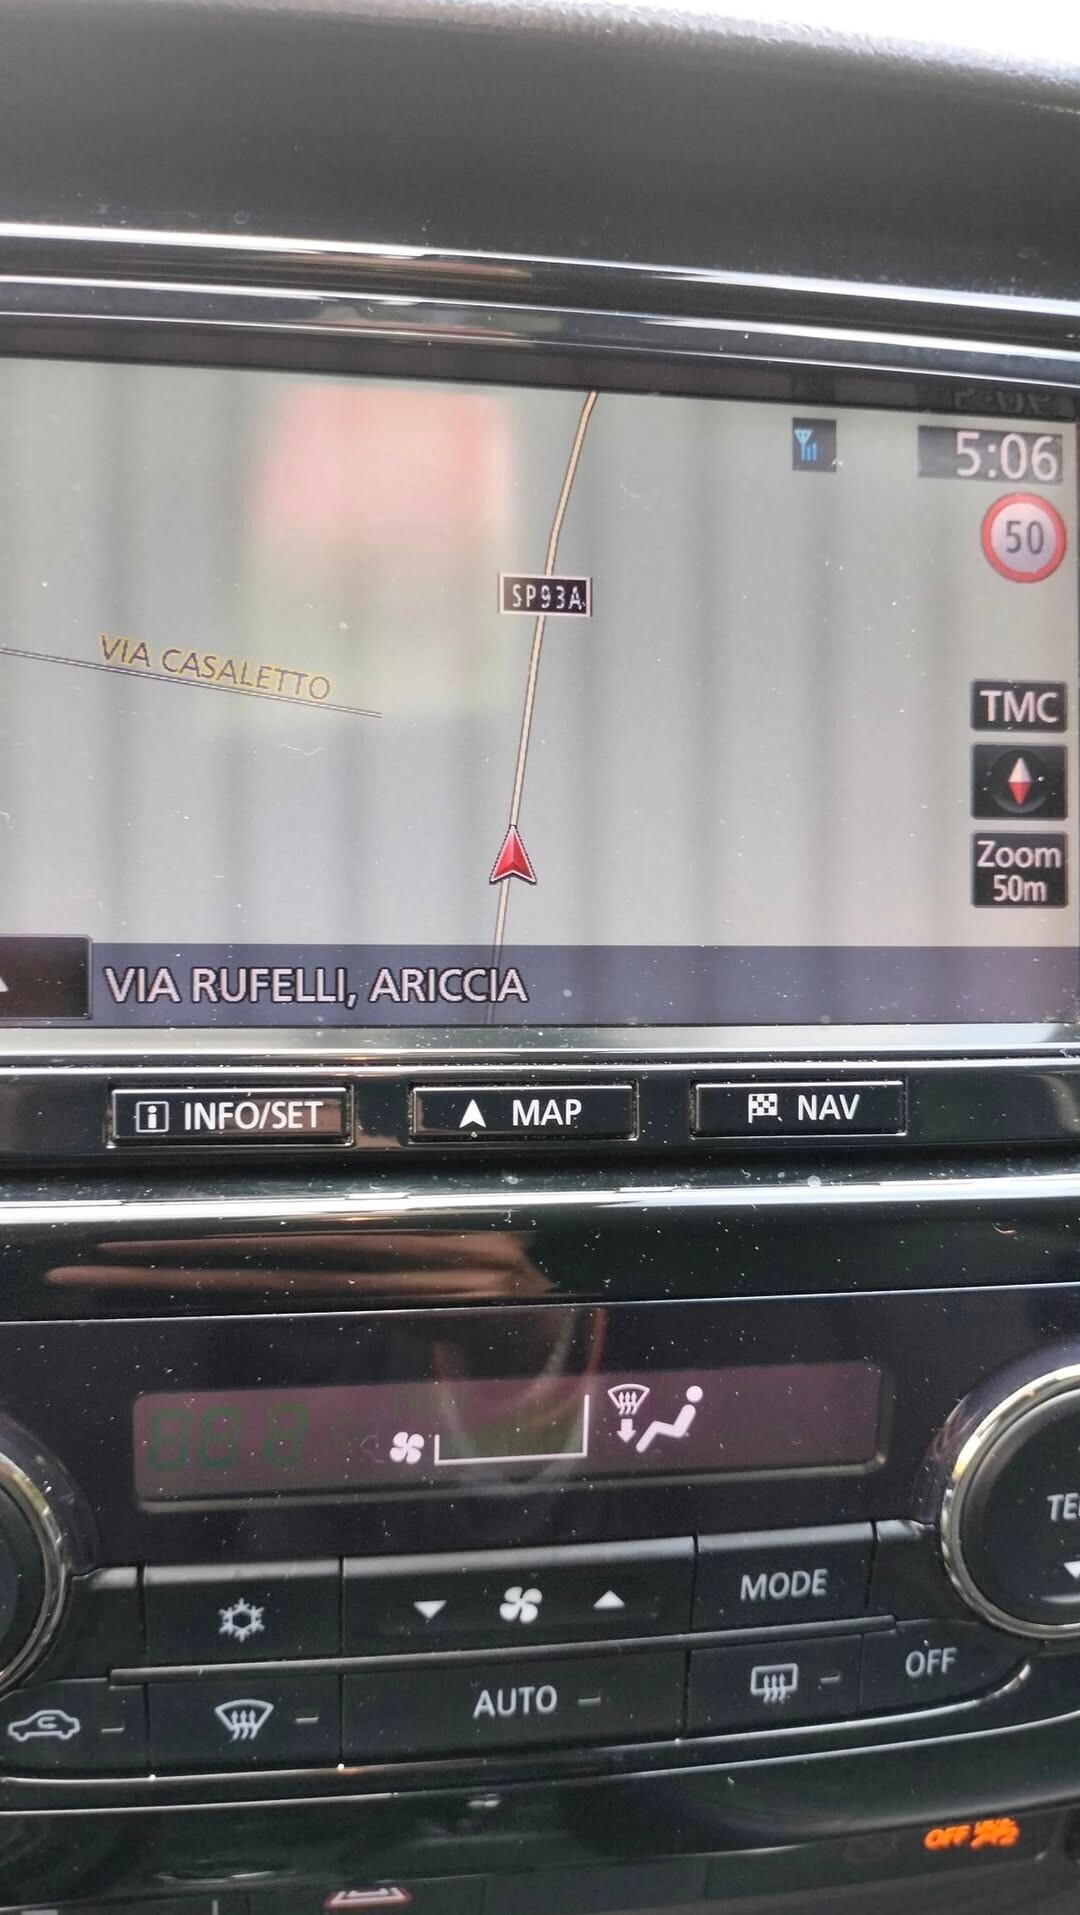 5:06
50
SP93A
VIA CASALETTO
TMC
Zoom
50m
VIA RUFELLI, ARICCIA
INFO/SET
MAP
NAV
MODE
AUTO
OFF
OFF